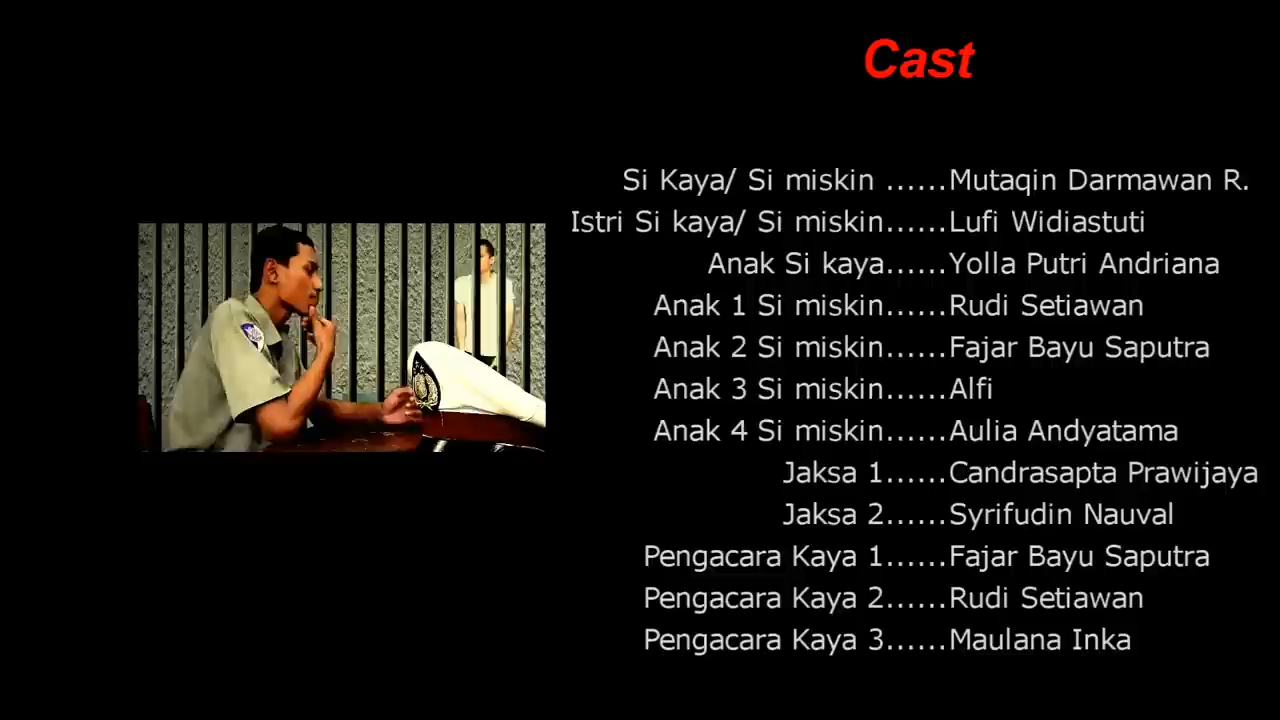 Cast
Si Kaya/ Si miskin ......Mutaqin Darmawan R.
Istri Si kaya/ Si miskin......Lufi Widiastuti
Anak Si kaya......Yolla Putri Andriana
Anak 1 Si miskin......Rudi Setiawan
Anak 2 Si miskin......Fajar Bayu Saputra
Anak 3 Si miskin......Alfi
Anak 4 Si miskin......Aulia Andyatama
Jaksa 1......Candrasapta Prawijaya
Jaksa 2......Syrifudin Nauval
Pengacara Kaya 1......Fajar Bayu Saputra
Pengacara Kaya 2......Rudi Setiawan
Pengacara Kaya 3......Maulana Inka